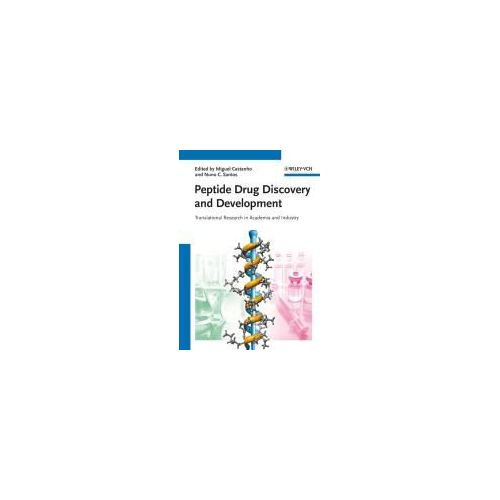 Edited by Miguel Castanho
and Nuno C. Santos
WILEY-VCH
Peptide Drug Discovery
and Development
Translational Research in Academia and Industry